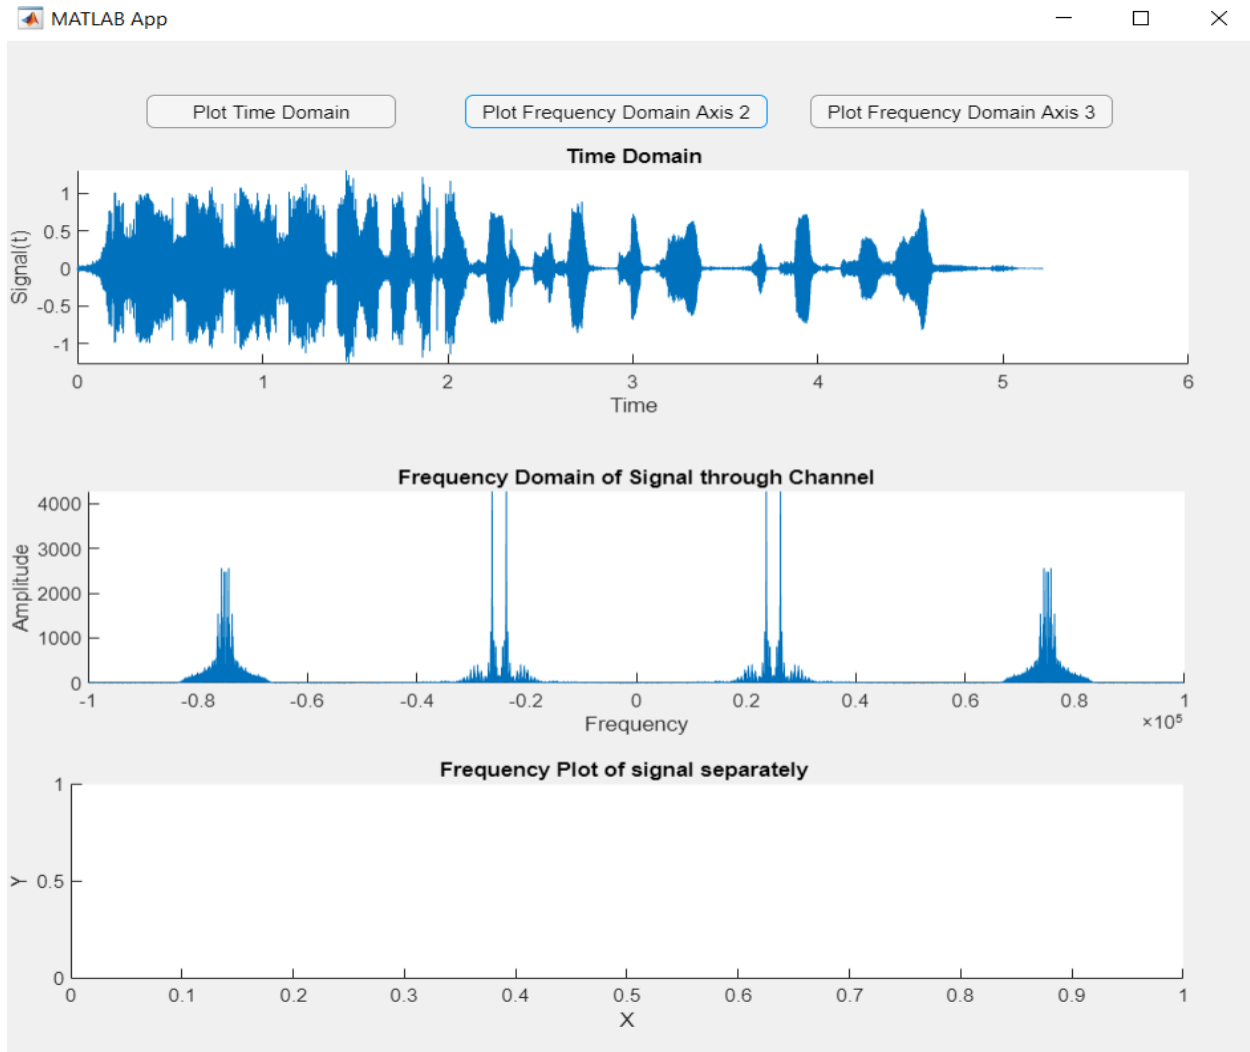 MATLAB App
Plot Time Domain Plot Frequency Domain Axis 2 Plot Frequency Domain Axis 3
Time Domain
Signal(t)
1
0.5
0
-0.5
-1
0 1 2 3 4 5 6
Time
Frequency Domain of Signal through Channel
Amplitude
4000
3000
2000
1000
0
-1 -0.8 -0.6 -0.4 -0.2 0 0.2 0.4 0.6 0.8 1
Frequency
×10⁵
Frequency Plot of signal separately
Y
1
0.5
0
0 0.1 0.2 0.3 0.4 0.5 0.6 0.7 0.8 0.9 1
X